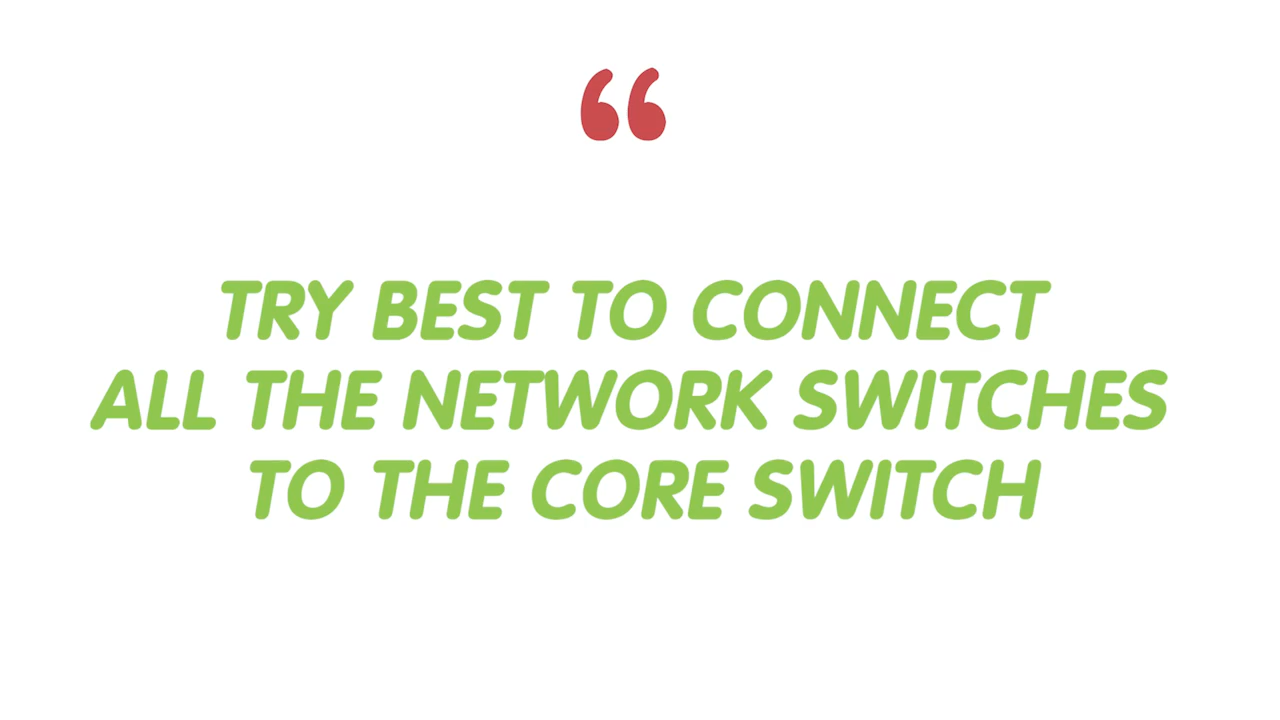 “
TRY BEST TO CONNECT
ALL THE NETWORK SWITCHES
TO THE CORE SWITCH